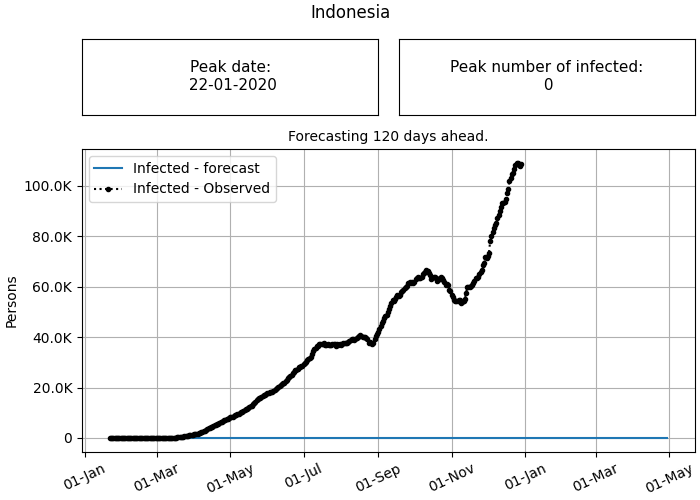 Indonesia
Peak date:
22-01-2020
Peak number of infected:
0
Forecasting 120 days ahead.
Infected - forecast
Infected - Observed
Persons
100.0K
80.0K
60.0K
40.0K
20.0K
0
01-Jan
01-Mar
01-May
01-Jul
01-Sep
01-Nov
01-Jan
01-Mar
01-May